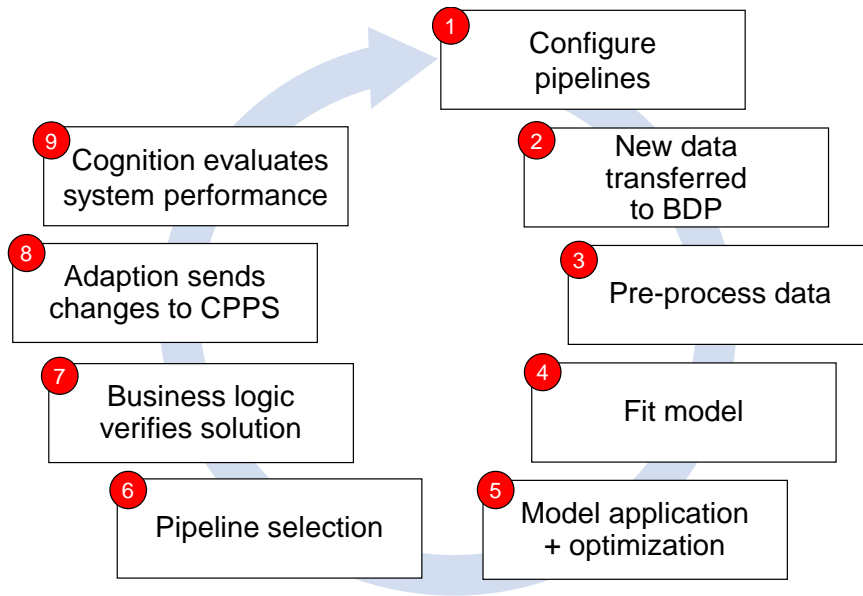 1
Configure
pipelines
2
New data
transferred
to BDP
3
Pre-process data
4
Fit model
5
Model application
+ optimization
6
Pipeline selection
7
Business logic
verifies solution
8
Adaption sends
changes to CPPS
9
Cognition evaluates
system performance